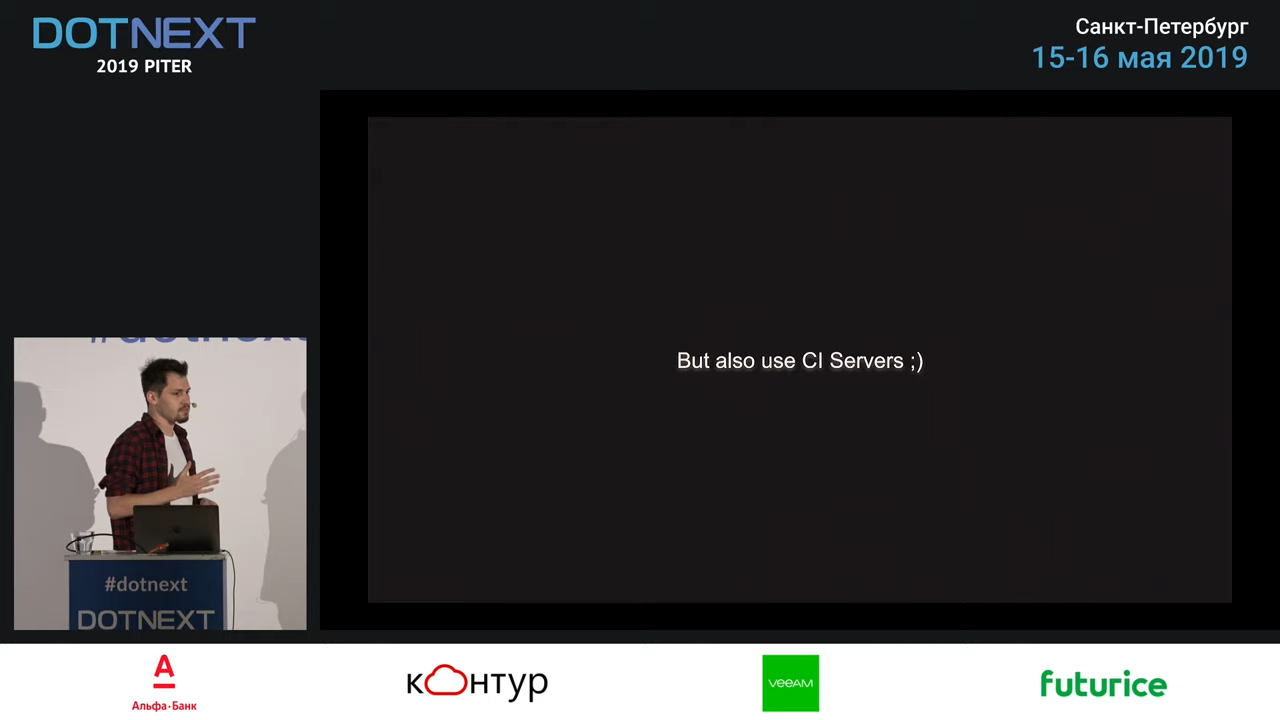 DOTNEXT
2019 PITER
Санкт-Петербург
15-16 мая 2019
But also use CI Servers ;)
#dotnext
#dotnext
DOTNEXT
Альфа·Банк
контур
veeam
futurice